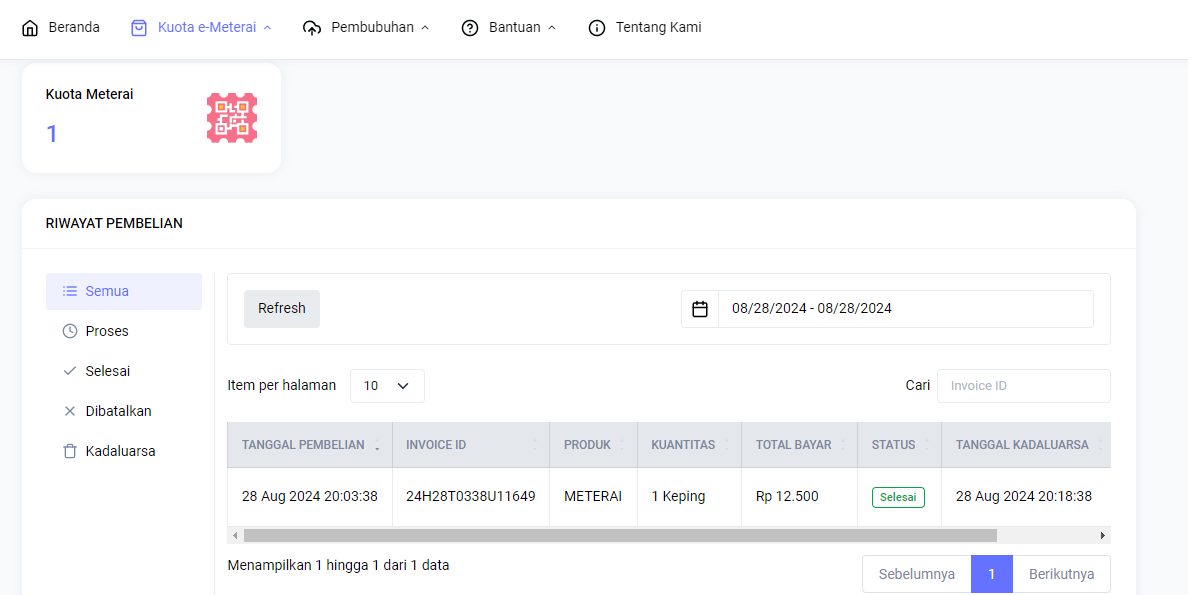 Beranda Kuota e-Meterai Pembubuhan Bantuan Tentang Kami
Kuota Meterai
1
RIWAYAT PEMBELIAN
Semua
Proses
Selesai
Dibatalkan
Kadaluarsa
Refresh 08/28/2024 - 08/28/2024
Item per halaman 10 Cari Invoice ID
TANGGAL PEMBELIAN INVOICE ID PRODUK KUANTITAS TOTAL BAYAR STATUS TANGGAL KADALUARSA
28 Aug 2024 20:03:38 24H28T0338U11649 METERAI 1 Keping Rp 12.500 Selesai 28 Aug 2024 20:18:38
Menampilkan 1 hingga 1 dari 1 data
Sebelumnya 1 Berikutnya